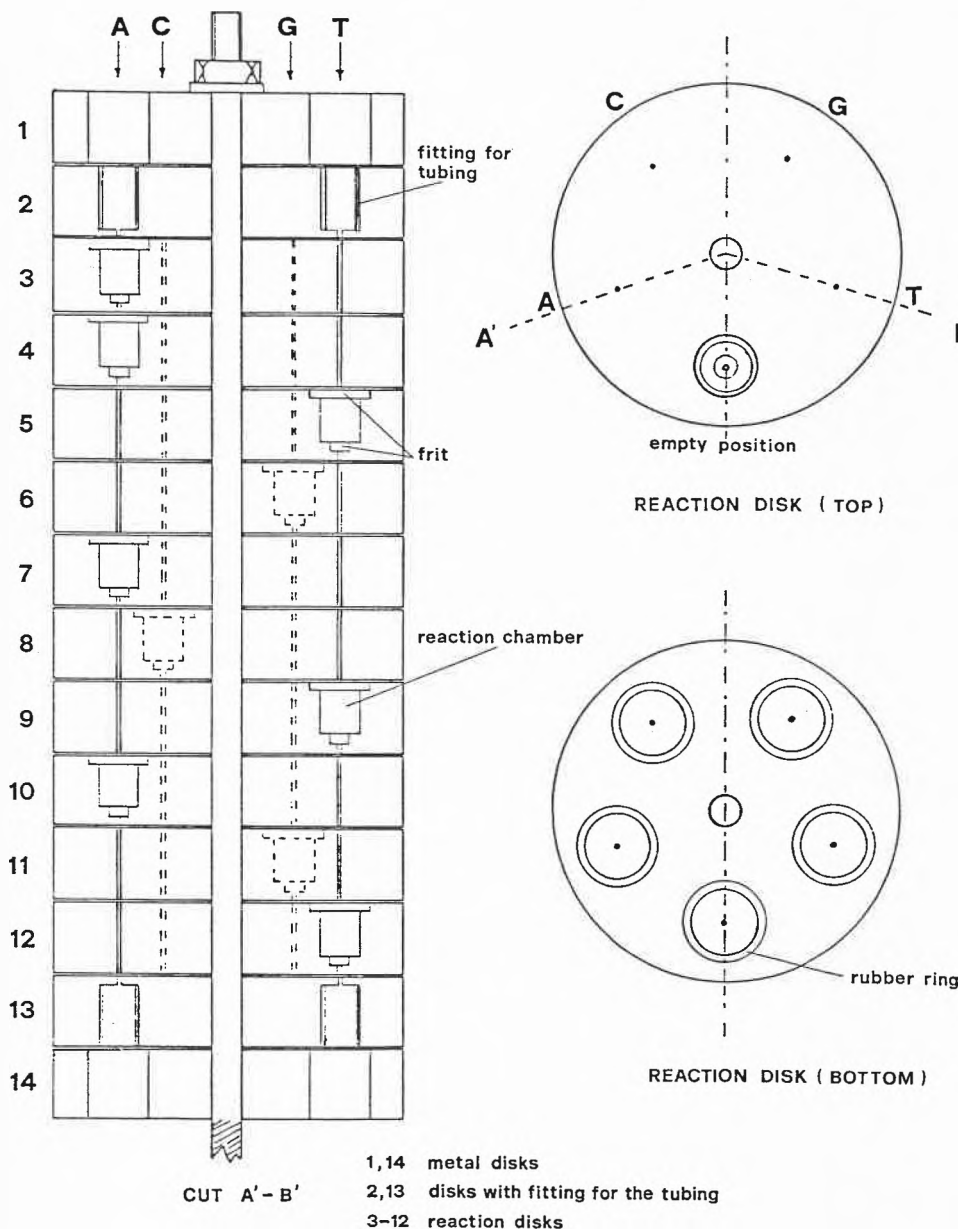 A C G T
1
2
3
4
5
6
7
8
9
10
11
12
13
14
fitting for
tubing
frit
reaction chamber
CUT A'-B'
1,14 metal disks
2,13 disks with fitting for the tubing
3-12 reaction disks
C
G
A
T
A'
empty position
REACTION DISK (TOP)
rubber ring
REACTION DISK (BOTTOM)